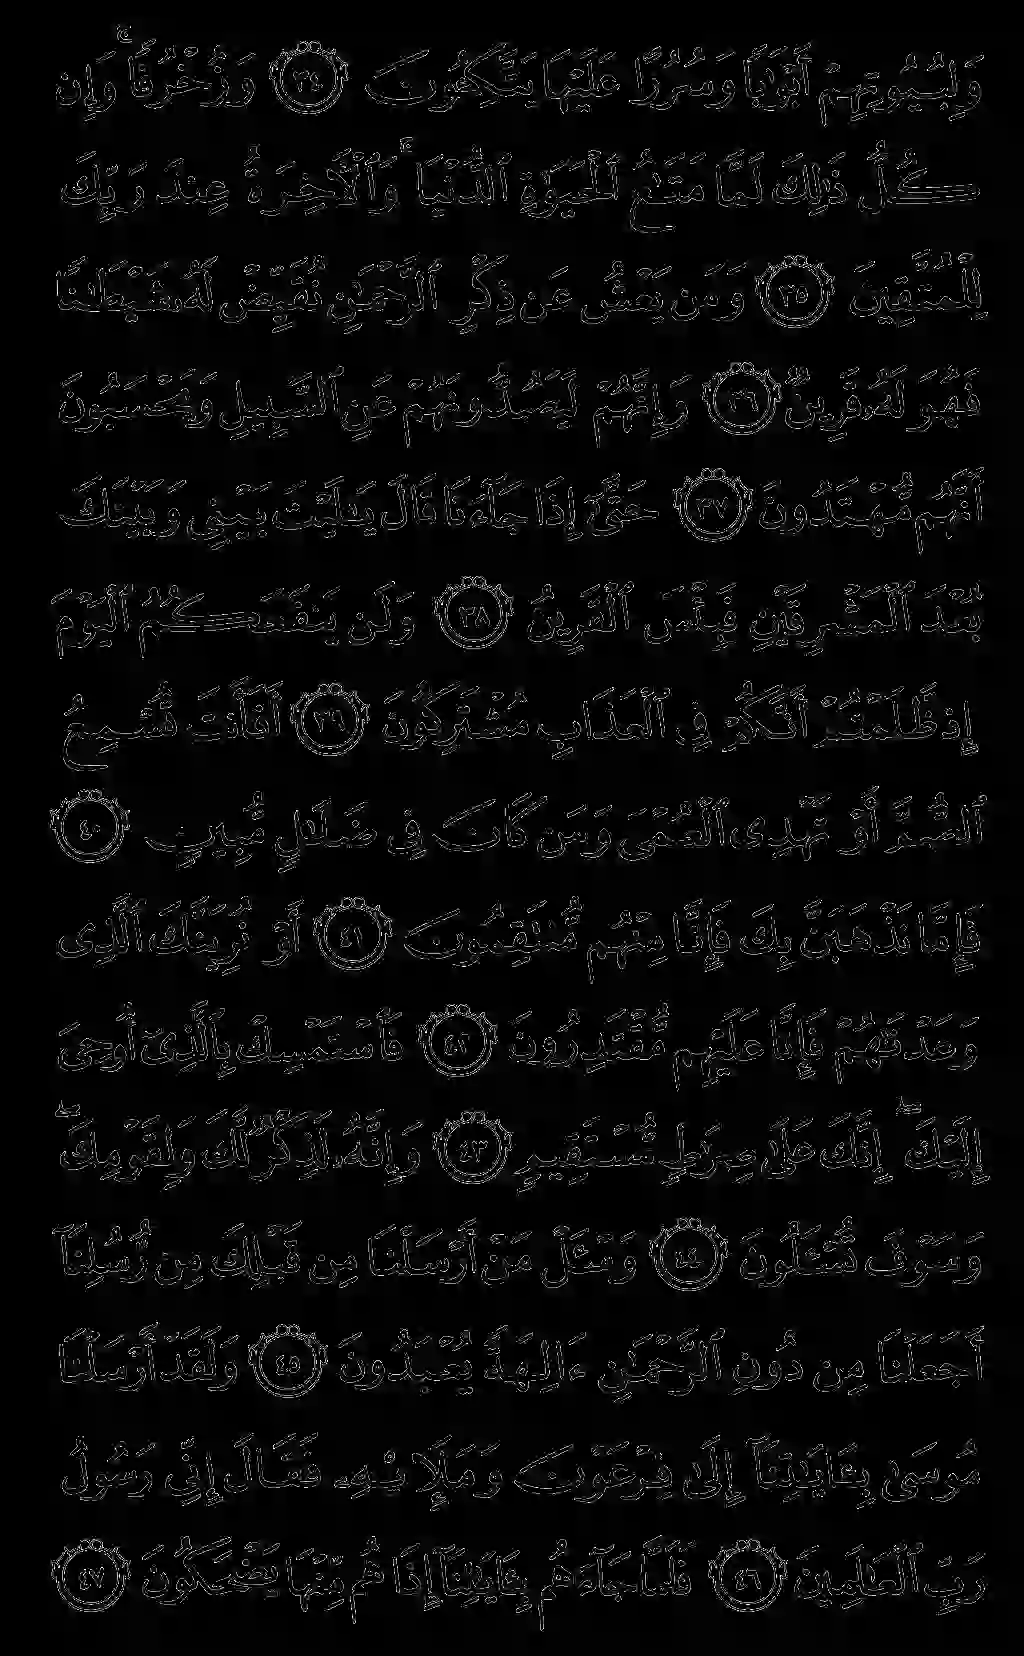 وَلِبُيُوتِهِمْ أَبْوَٰبًا وَسُرُرًا عَلَيْهَا يَتَّكِـُٔونَ ٣٤ وَزُخْرُفًا ۚ وَإِن
كُلُّ ذَٰلِكَ لَمَّا مَتَـٰعُ ٱلْحَيَوٰةِ ٱلدُّنْيَا ۚ وَٱلْـَٔاخِرَةُ عِندَ رَبِّكَ
لِلْمُتَّقِينَ ٣٥ وَمَن يَعْشُ عَن ذِكْرِ ٱلرَّحْمَـٰنِ نُقَيِّضْ لَهُۥ شَيْطَـٰنًا
فَهُوَ لَهُۥ قَرِينٌ ٣٦ وَإِنَّهُمْ لَيَصُدُّونَهُمْ عَنِ ٱلسَّبِيلِ وَيَحْسَبُونَ
أَنَّهُم مُّهْتَدُونَ ٣٧ حَتَّىٰٓ إِذَا جَآءَنَا قَالَ يَـٰلَيْتَ بَيْنِى وَبَيْنَكَ
بُعْدَ ٱلْمَشْرِقَيْنِ فَبِئْسَ ٱلْقَرِينُ ٣٨ وَلَن يَنفَعَكُمُ ٱلْيَوْمَ
إِذ ظَّلَمْتُمْ أَنَّكُمْ فِى ٱلْعَذَابِ مُشْتَرِكُونَ ٣٩ أَفَأَنتَ تُسْمِعُ
ٱلصُّمَّ أَوْ تَهْدِى ٱلْعُمْىَ وَمَن كَانَ فِى ضَلَـٰلٍ مُّبِينٍ ٤٠
فَإِمَّا نَذْهَبَنَّ بِكَ فَإِنَّا مِنْهُم مُّنتَقِمُونَ ٤١ أَوْ نُرِيَنَّكَ ٱلَّذِى
وَعَدْنَـٰهُمْ فَإِنَّا عَلَيْهِم مُّقْتَدِرُونَ ٤٢ فَٱسْتَمْسِكْ بِٱلَّذِىٓ أُوحِىَ
إِلَيْكَ ۖ إِنَّكَ عَلَىٰ صِرَٰطٍ مُّسْتَقِيمٍ ٤٣ وَإِنَّهُۥ لَذِكْرٌ لَّكَ وَلِقَوْمِكَ ۖ
وَسَوْفَ تُسْـَٔلُونَ ٤٤ وَسْـَٔلْ مَنْ أَرْسَلْنَا مِن قَبْلِكَ مِن رُّسُلِنَآ
أَجَعَلْنَا مِن دُونِ ٱلرَّحْمَـٰنِ ءَالِهَةً يُعْبَدُونَ ٤٥ وَلَقَدْ أَرْسَلْنَا
مُوسَىٰ بِـَٔايَـٰتِنَآ إِلَىٰ فِرْعَوْنَ وَمَلَإِي۟هِۦ فَقَالَ إِنِّى رَسُولُ
رَبِّ ٱلْعَـٰلَمِينَ ٤٦ فَلَمَّا جَآءَهُم بِـَٔايَـٰتِنَآ إِذَا هُم مِّنْهَا يَضْحَكُونَ ٤٧